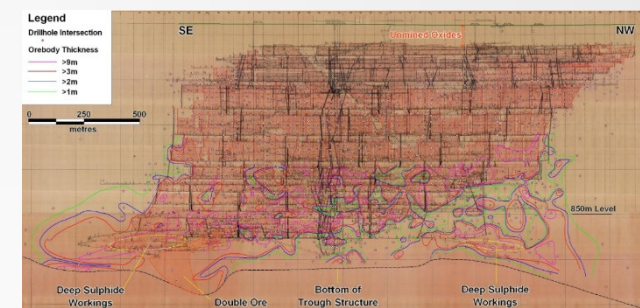 Legend
Drillhole Intersection
Orebody Thickness
>9m
>3m
>2m
>1m
0 250 500
metres
SE
Unmined Oxides
NW
850m Level
Deep Sulphide
Workings
Double Ore
Bottom of
Trough Structure
Deep Sulphide
Workings